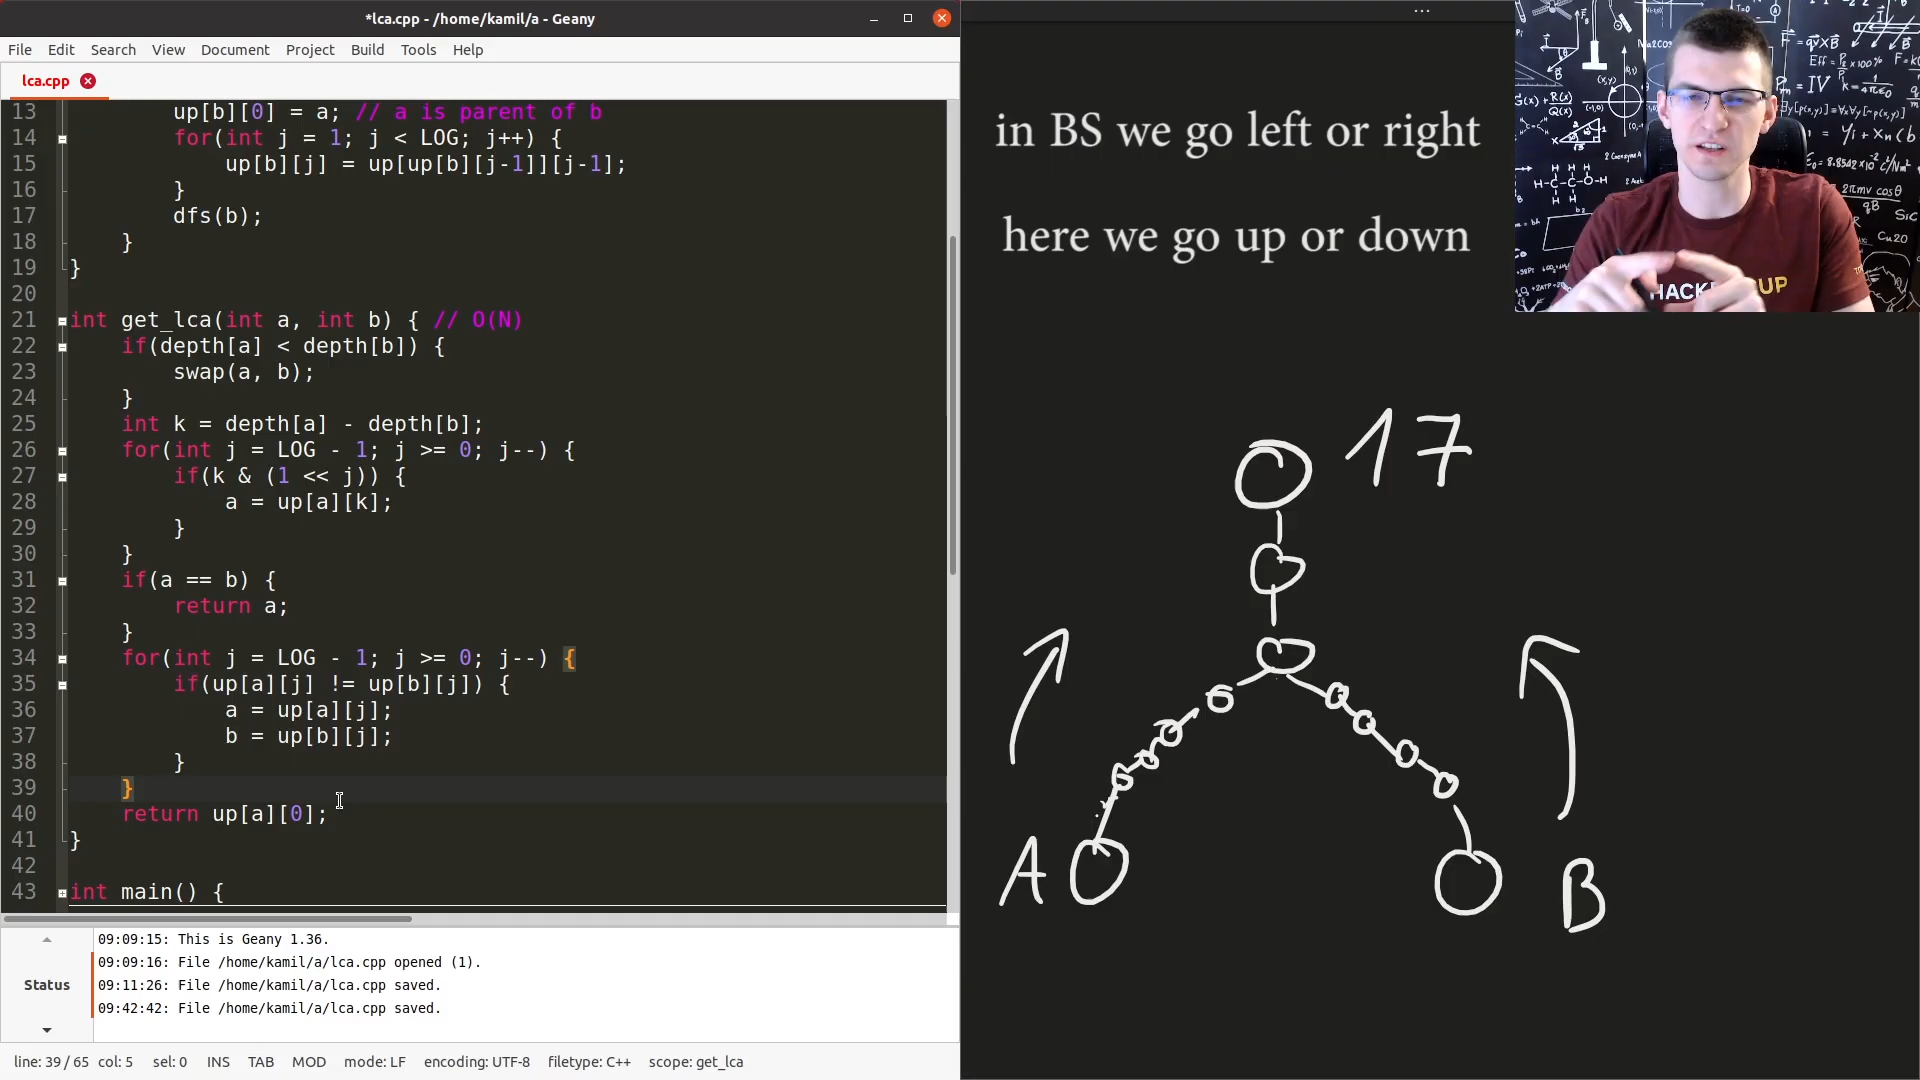 *lca.cpp - /home/kamil/a - Geany
File Edit Search View Document Project Build Tools Help
lca.cpp
13 up[b][0] = a; // a is parent of b
14 for(int j = 1; j < LOG; j++) {
15 up[b][j] = up[up[b][j-1]][j-1];
16 }
17 dfs(b);
18 }
19 }
20
21 int get_lca(int a, int b) { // O(N)
22 if(depth[a] < depth[b]) {
23 swap(a, b);
24 }
25 int k = depth[a] - depth[b];
26 for(int j = LOG - 1; j >= 0; j--) {
27 if(k & (1 << j)) {
28 a = up[a][k];
29 }
30 }
31 if(a == b) {
32 return a;
33 }
34 for(int j = LOG - 1; j >= 0; j--) {
35 if(up[a][j] != up[b][j]) {
36 a = up[a][j];
37 b = up[b][j];
38 }
39 }
40 return up[a][0];
41 }
42
43 int main() {
Status
09:09:15: This is Geany 1.36.
09:09:16: File /home/kamil/a/lca.cpp opened (1).
09:11:26: File /home/kamil/a/lca.cpp saved.
09:42:42: File /home/kamil/a/lca.cpp saved.
line: 39 / 65 col: 5 sel: 0 INS TAB MOD mode: LF encoding: UTF-8 filetype: C++ scope: get_lca
in BS we go left or right
here we go up or down
17
A
B